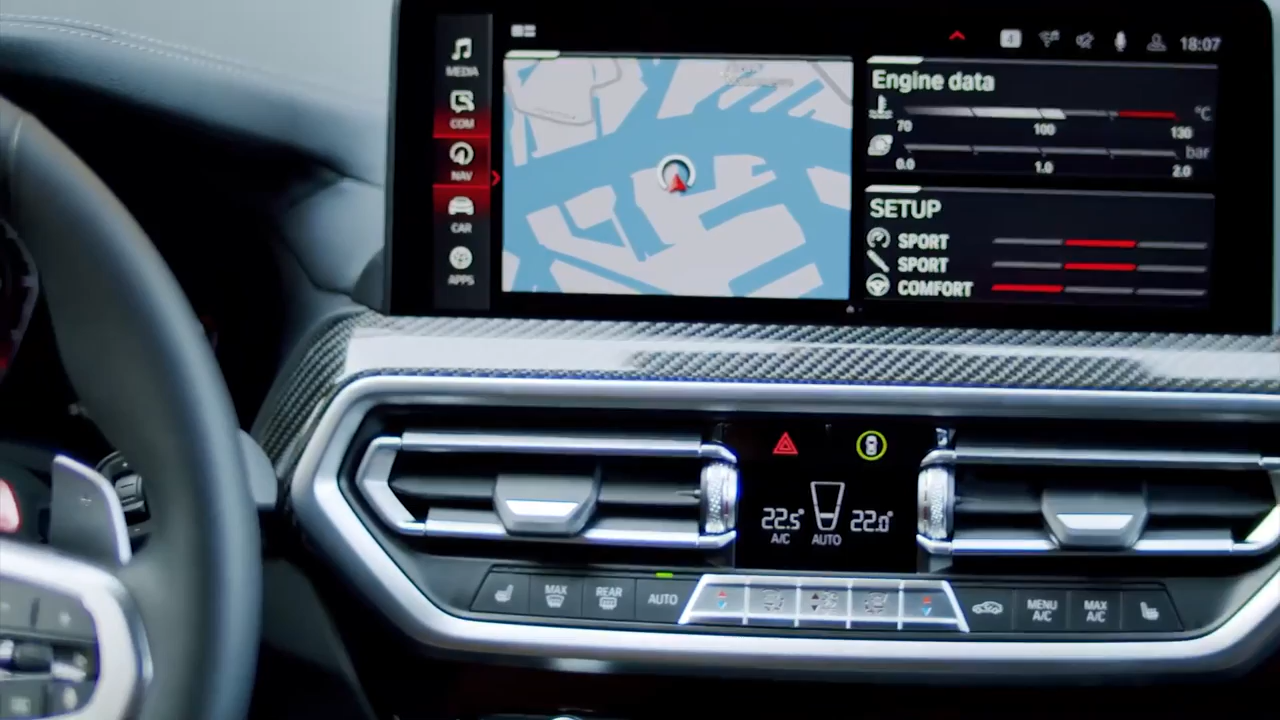 4
18:07
MEDIA
COM
NAV
CAR
APPS
Engine data
°C
70 100 130
bar
0.0 1.0 2.0
SETUP
SPORT
SPORT
COMFORT
22.5° 22.0°
A/C AUTO
MAX
REAR
AUTO
MENU
A/C
MAX
A/C